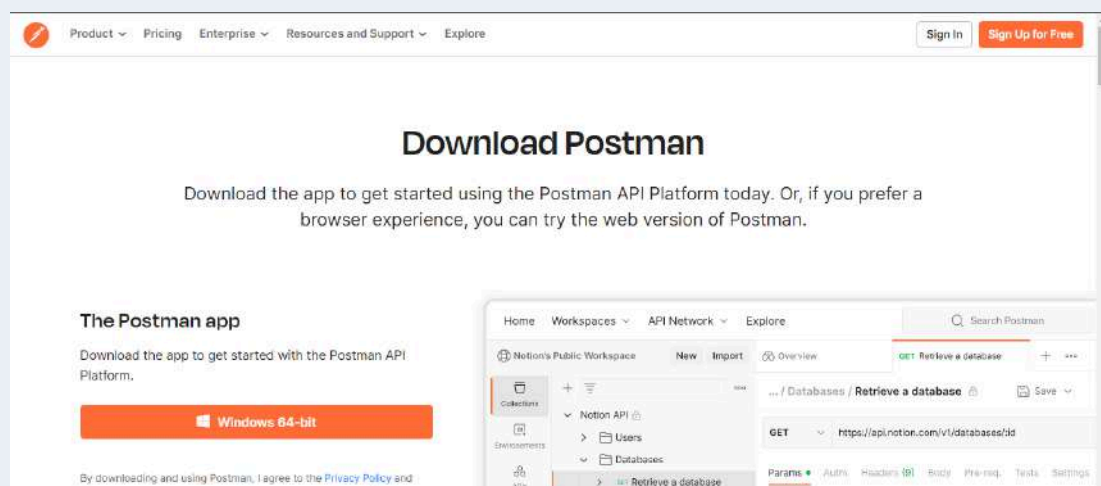 Product Pricing Enterprise Resources and Support Explore Sign In Sign Up for Free
Download Postman
Download the app to get started using the Postman API Platform today. Or, if you prefer a
browser experience, you can try the web version of Postman.
The Postman app
Download the app to get started with the Postman API
Platform.
Windows 64-bit
By downloading and using Postman, I agree to the Privacy Policy and
Home Workspaces API Network Explore Search Postman
Notion's Public Workspace New Import Overview GET Retrieve a database
Collections
... / Databases / Retrieve a database Save
Notion API
Environments
Users
GET https://api.notion.com/v1/databases/:id
Databases
Params Auth Headers (9) Body Pre-req. Tests Settings
GET Retrieve a database